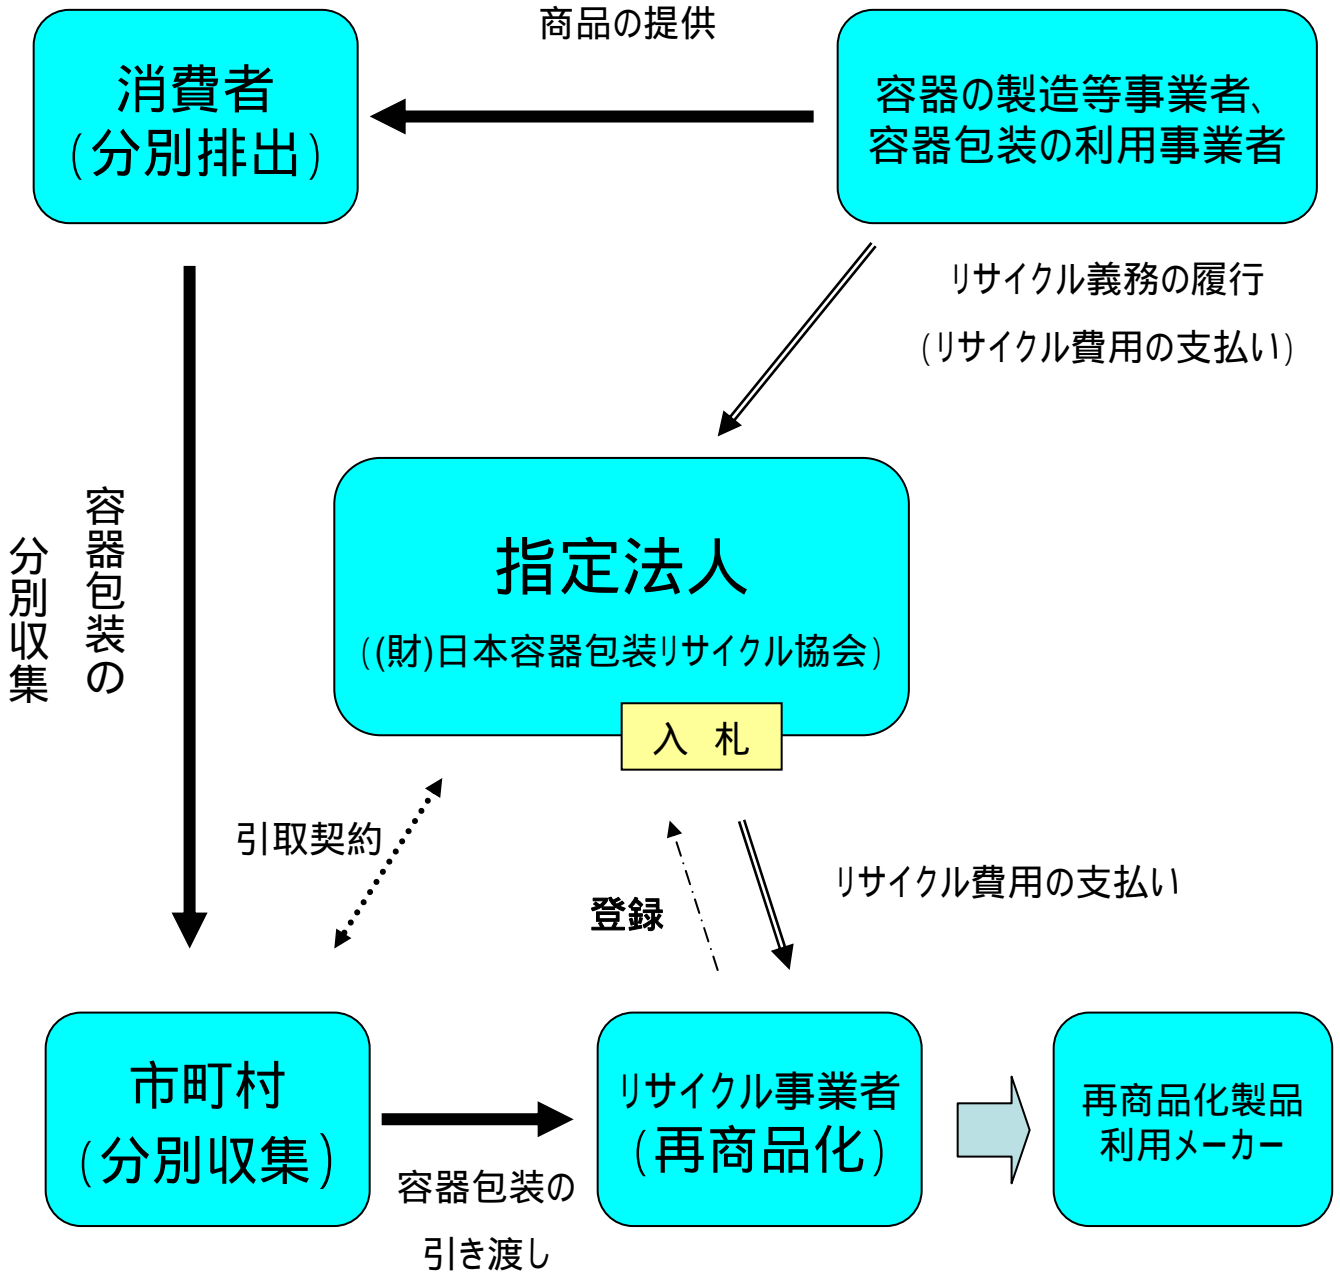 商品の提供
消費者
(分別排出)
容器の製造等事業者、
容器包装の利用事業者
リサイクル義務の履行
(リサイクル費用の支払い)
容器包装の
分別収集
指定法人
((財)日本容器包装リサイクル協会)
入 札
引取契約
登録
リサイクル費用の支払い
市町村
(分別収集)
容器包装の
引き渡し
リサイクル事業者
(再商品化)
再商品化製品
利用メーカー